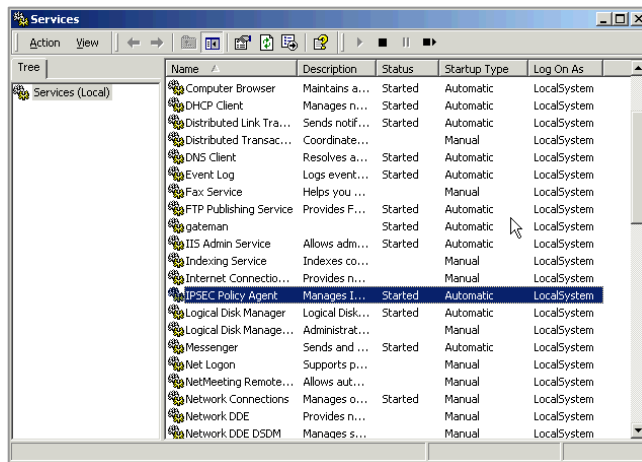 Services
Action View
Tree
Services (Local)
Name Description Status Startup Type Log On As
Computer Browser Maintains a... Started Automatic LocalSystem
DHCP Client Manages n... Started Automatic LocalSystem
Distributed Link Tra... Sends notif... Started Automatic LocalSystem
Distributed Transac... Coordinate... Manual LocalSystem
DNS Client Resolves a... Started Automatic LocalSystem
Event Log Logs event... Started Automatic LocalSystem
Fax Service Helps you ... Manual LocalSystem
FTP Publishing Service Provides F... Started Automatic LocalSystem
gateman Started Automatic LocalSystem
IIS Admin Service Allows adm... Started Automatic LocalSystem
Indexing Service Indexes co... Manual LocalSystem
Internet Connectio... Provides n... Manual LocalSystem
IPSEC Policy Agent Manages I... Started Automatic LocalSystem
Logical Disk Manager Logical Disk... Started Automatic LocalSystem
Logical Disk Manage... Administrat... Manual LocalSystem
Messenger Sends and ... Started Automatic LocalSystem
Net Logon Supports p... Manual LocalSystem
NetMeeting Remote... Allows aut... Manual LocalSystem
Network Connections Manages o... Started Manual LocalSystem
Network DDE Provides n... Manual LocalSystem
Network DDE DSDM Manages s... Manual LocalSystem